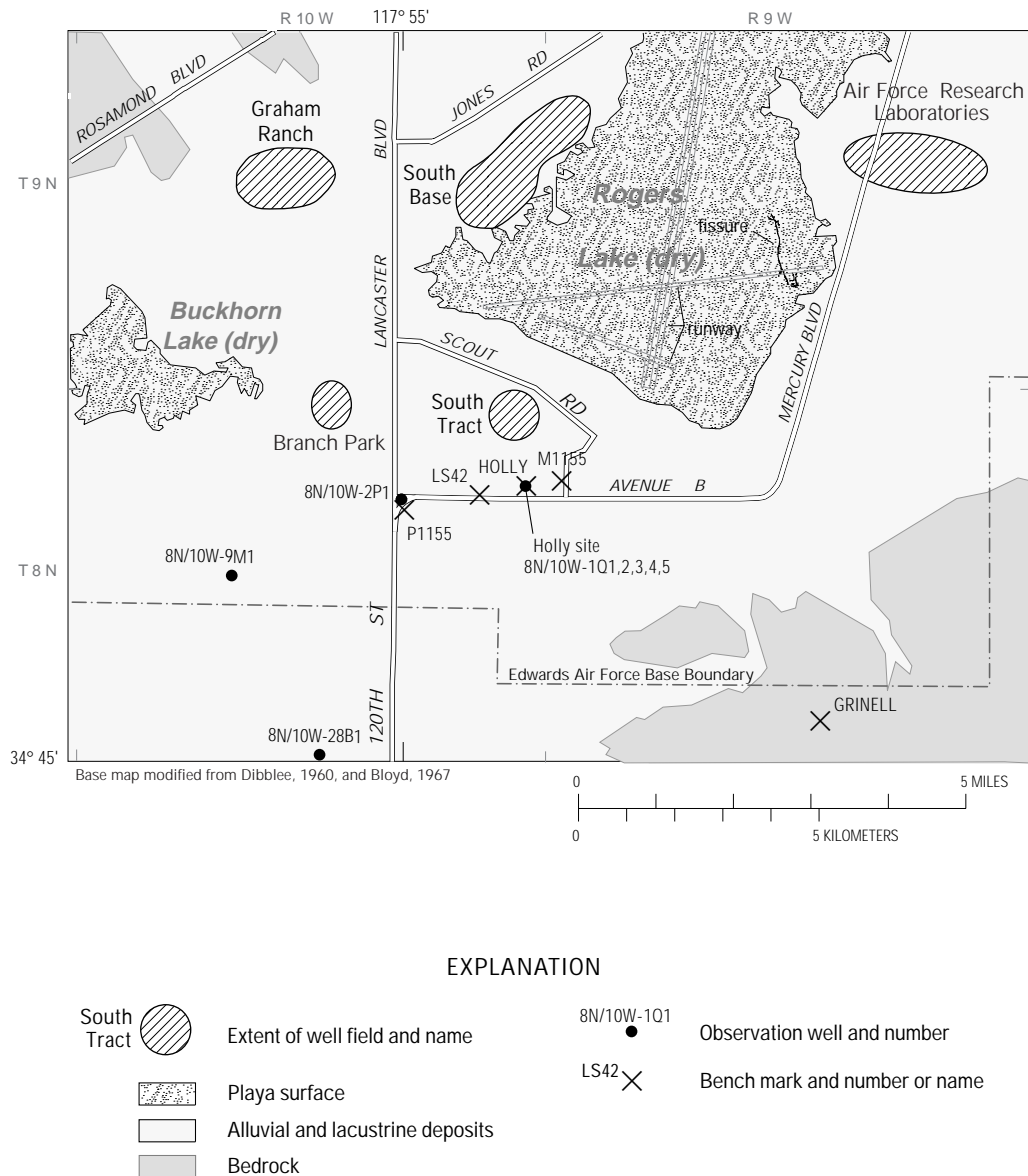 R 10 W
117° 55'
R 9 W
ROSAMOND BLVD
JONES RD
Air Force Research
Laboratories
Graham
Ranch
BLVD
South
Base
T 9 N
Rogers
fissure
Lake (dry)
LANCASTER
Buckhorn
Lake (dry)
runway
MERCURY BLVD
SCOUT
RD
South
Tract
Branch Park
LS42
HOLLY
M1155
8N/10W-2P1
AVENUE B
P1155
Holly site
8N/10W-1Q1,2,3,4,5
8N/10W-9M1
T 8 N
ST
Edwards Air Force Base Boundary
GRINELL
120TH
8N/10W-28B1
34° 45'
Base map modified from Dibblee, 1960, and Bloyd, 1967
0
5 MILES
0
5 KILOMETERS
EXPLANATION
South
Tract
Extent of well field and name
8N/10W-1Q1
Observation well and number
LS42
Bench mark and number or name
Playa surface
Alluvial and lacustrine deposits
Bedrock